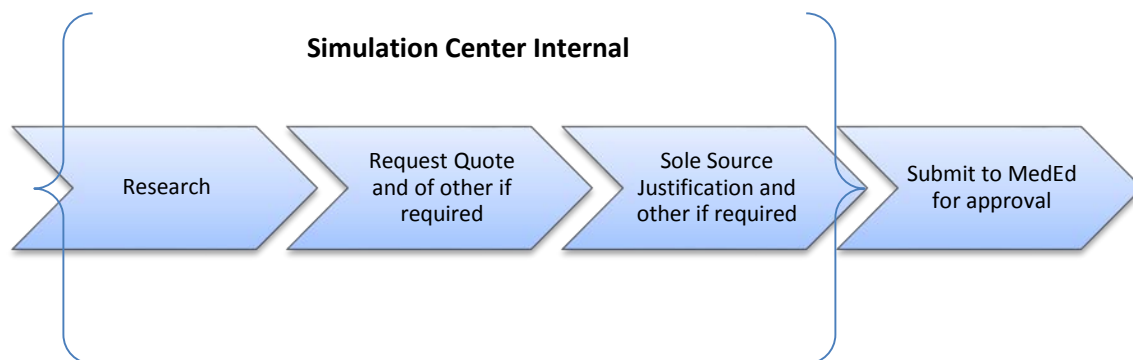 Simulation Center Internal
Research
Request Quote
and of other if
required
Sole Source
Justification and
other if required
Submit to MedEd
for approval